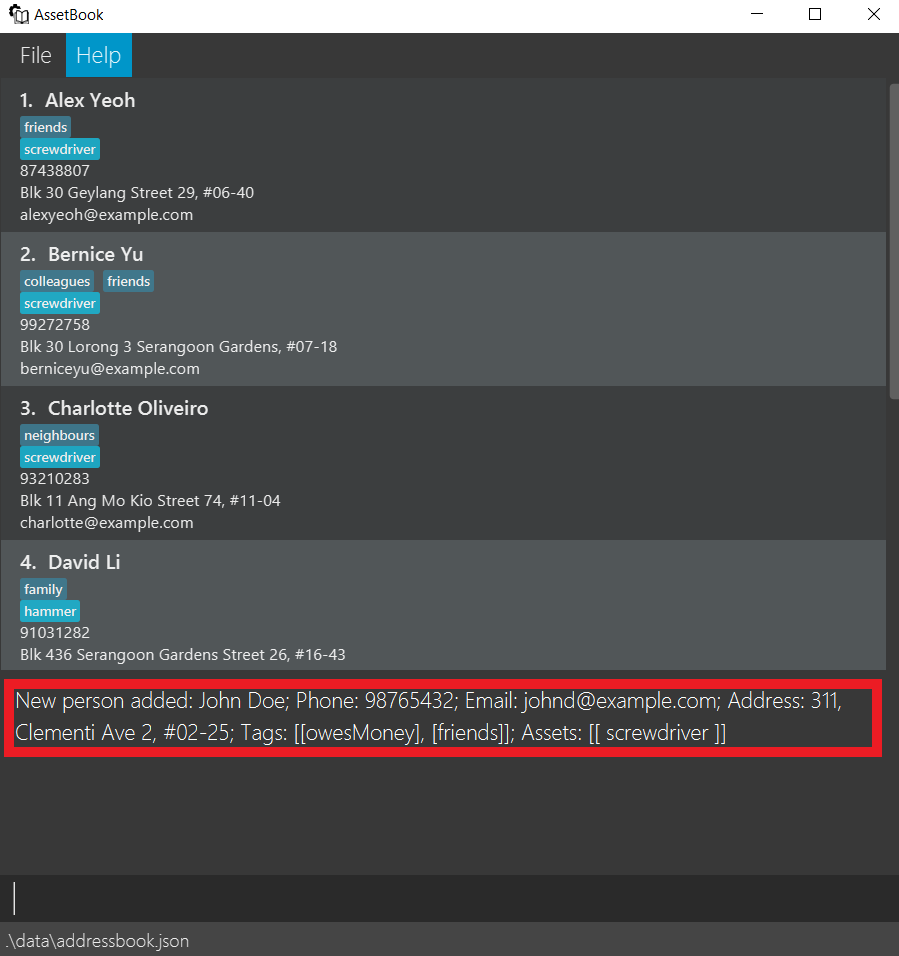 AssetBook
File Help
1. Alex Yeoh
friends
screwdriver
87438807
Blk 30 Geylang Street 29, #06-40
alexyeoh@example.com
2. Bernice Yu
colleagues friends
screwdriver
99272758
Blk 30 Lorong 3 Serangoon Gardens, #07-18
berniceyu@example.com
3. Charlotte Oliveiro
neighbours
screwdriver
93210283
Blk 11 Ang Mo Kio Street 74, #11-04
charlotte@example.com
4. David Li
family
hammer
91031282
Blk 436 Serangoon Gardens Street 26, #16-43
New person added: John Doe; Phone: 98765432; Email: johnd@example.com; Address: 311,
Clementi Ave 2, #02-25; Tags: [[owesMoney], [friends]]; Assets: [[ screwdriver ]]
.\data\addressbook.json